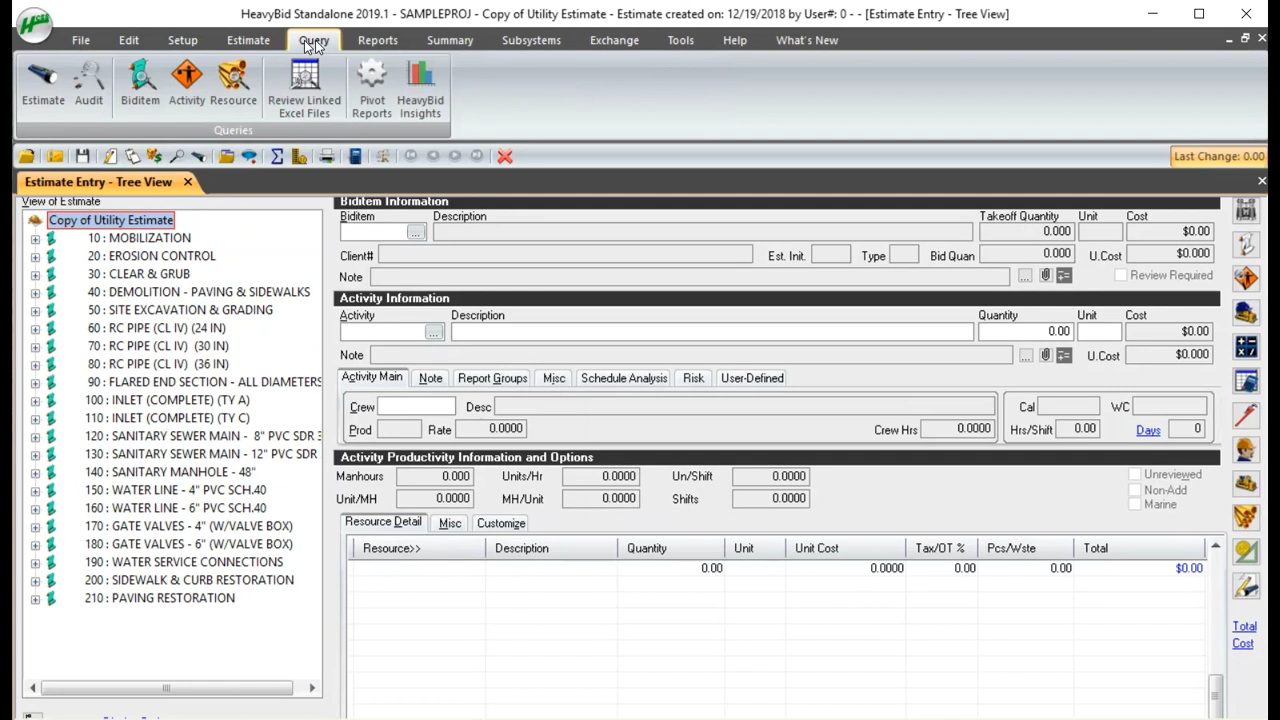 HeavyBid Standalone 2019.1 - SAMPLEPROJ - Copy of Utility Estimate - Estimate created on: 12/19/2018 by User#: 0 - - [Estimate Entry - Tree View]
File Edit Setup Estimate Query Reports Summary Subsystems Exchange Tools Help What's New
Estimate Audit Biditem Activity Resource Review Linked Excel Files Pivot Reports HeavyBid Insights
Queries
Last Change: 0.00
Estimate Entry - Tree View
View of Estimate
Copy of Utility Estimate
10 : MOBILIZATION
20 : EROSION CONTROL
30 : CLEAR & GRUB
40 : DEMOLITION - PAVING & SIDEWALKS
50 : SITE EXCAVATION & GRADING
60 : RC PIPE (CL IV) (24 IN)
70 : RC PIPE (CL IV) (30 IN)
80 : RC PIPE (CL IV) (36 IN)
90 : FLARED END SECTION - ALL DIAMETERS
100 : INLET (COMPLETE) (TY A)
110 : INLET (COMPLETE) (TY C)
120 : SANITARY SEWER MAIN - 8" PVC SDR
130 : SANITARY SEWER MAIN - 12" PVC SDR
140 : SANITARY MANHOLE - 48"
150 : WATER LINE - 4" PVC SCH.40
160 : WATER LINE - 6" PVC SCH.40
170 : GATE VALVES - 4" (W/VALVE BOX)
180 : GATE VALVES - 6" (W/VALVE BOX)
190 : WATER SERVICE CONNECTIONS
200 : SIDEWALK & CURB RESTORATION
210 : PAVING RESTORATION
Biditem Information
Biditem Description Takeoff Quantity Unit Cost
... 0.000 $0.00
Client# Est. Init. Type Bid Quan 0.000 U.Cost $0.000
Note ... Review Required
Activity Information
Activity Description Quantity Unit Cost
... 0.00 $0.00
Note ... U.Cost $0.000
Activity Main Note Report Groups Misc Schedule Analysis Risk User-Defined
Crew Desc Cal WC
Prod Rate 0.0000 Crew Hrs 0.0000 Hrs/Shift 0.00 Days 0
Activity Productivity Information and Options
Manhours 0.000 Units/Hr 0.0000 Un/Shift 0.0000 Unreviewed
Non-Add
Unit/MH 0.0000 MH/Unit 0.0000 Shifts 0.0000 Marine
Resource Detail Misc Customize
Resource>> Description Quantity Unit Unit Cost Tax/OT % Pcs/Wste Total
0.00 0.0000 0.00 0.00 $0.00
Total
Cost